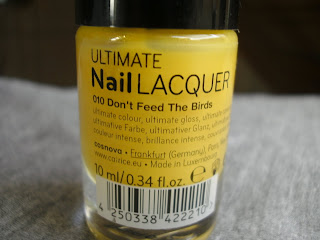 ULTIMATE
Nail LACQUER
010 Don't Feed The Birds
ultimate colour, ultimate gloss, ultimate
ultimative Farbe, ultimativer Glanz,
couleur intense, brillance intense,
cosnova • Frankfurt (Germany), Paris,
www.catrice.eu • Made in Luxembourg
10 ml/0.34 fl.oz.
4 250338 422210